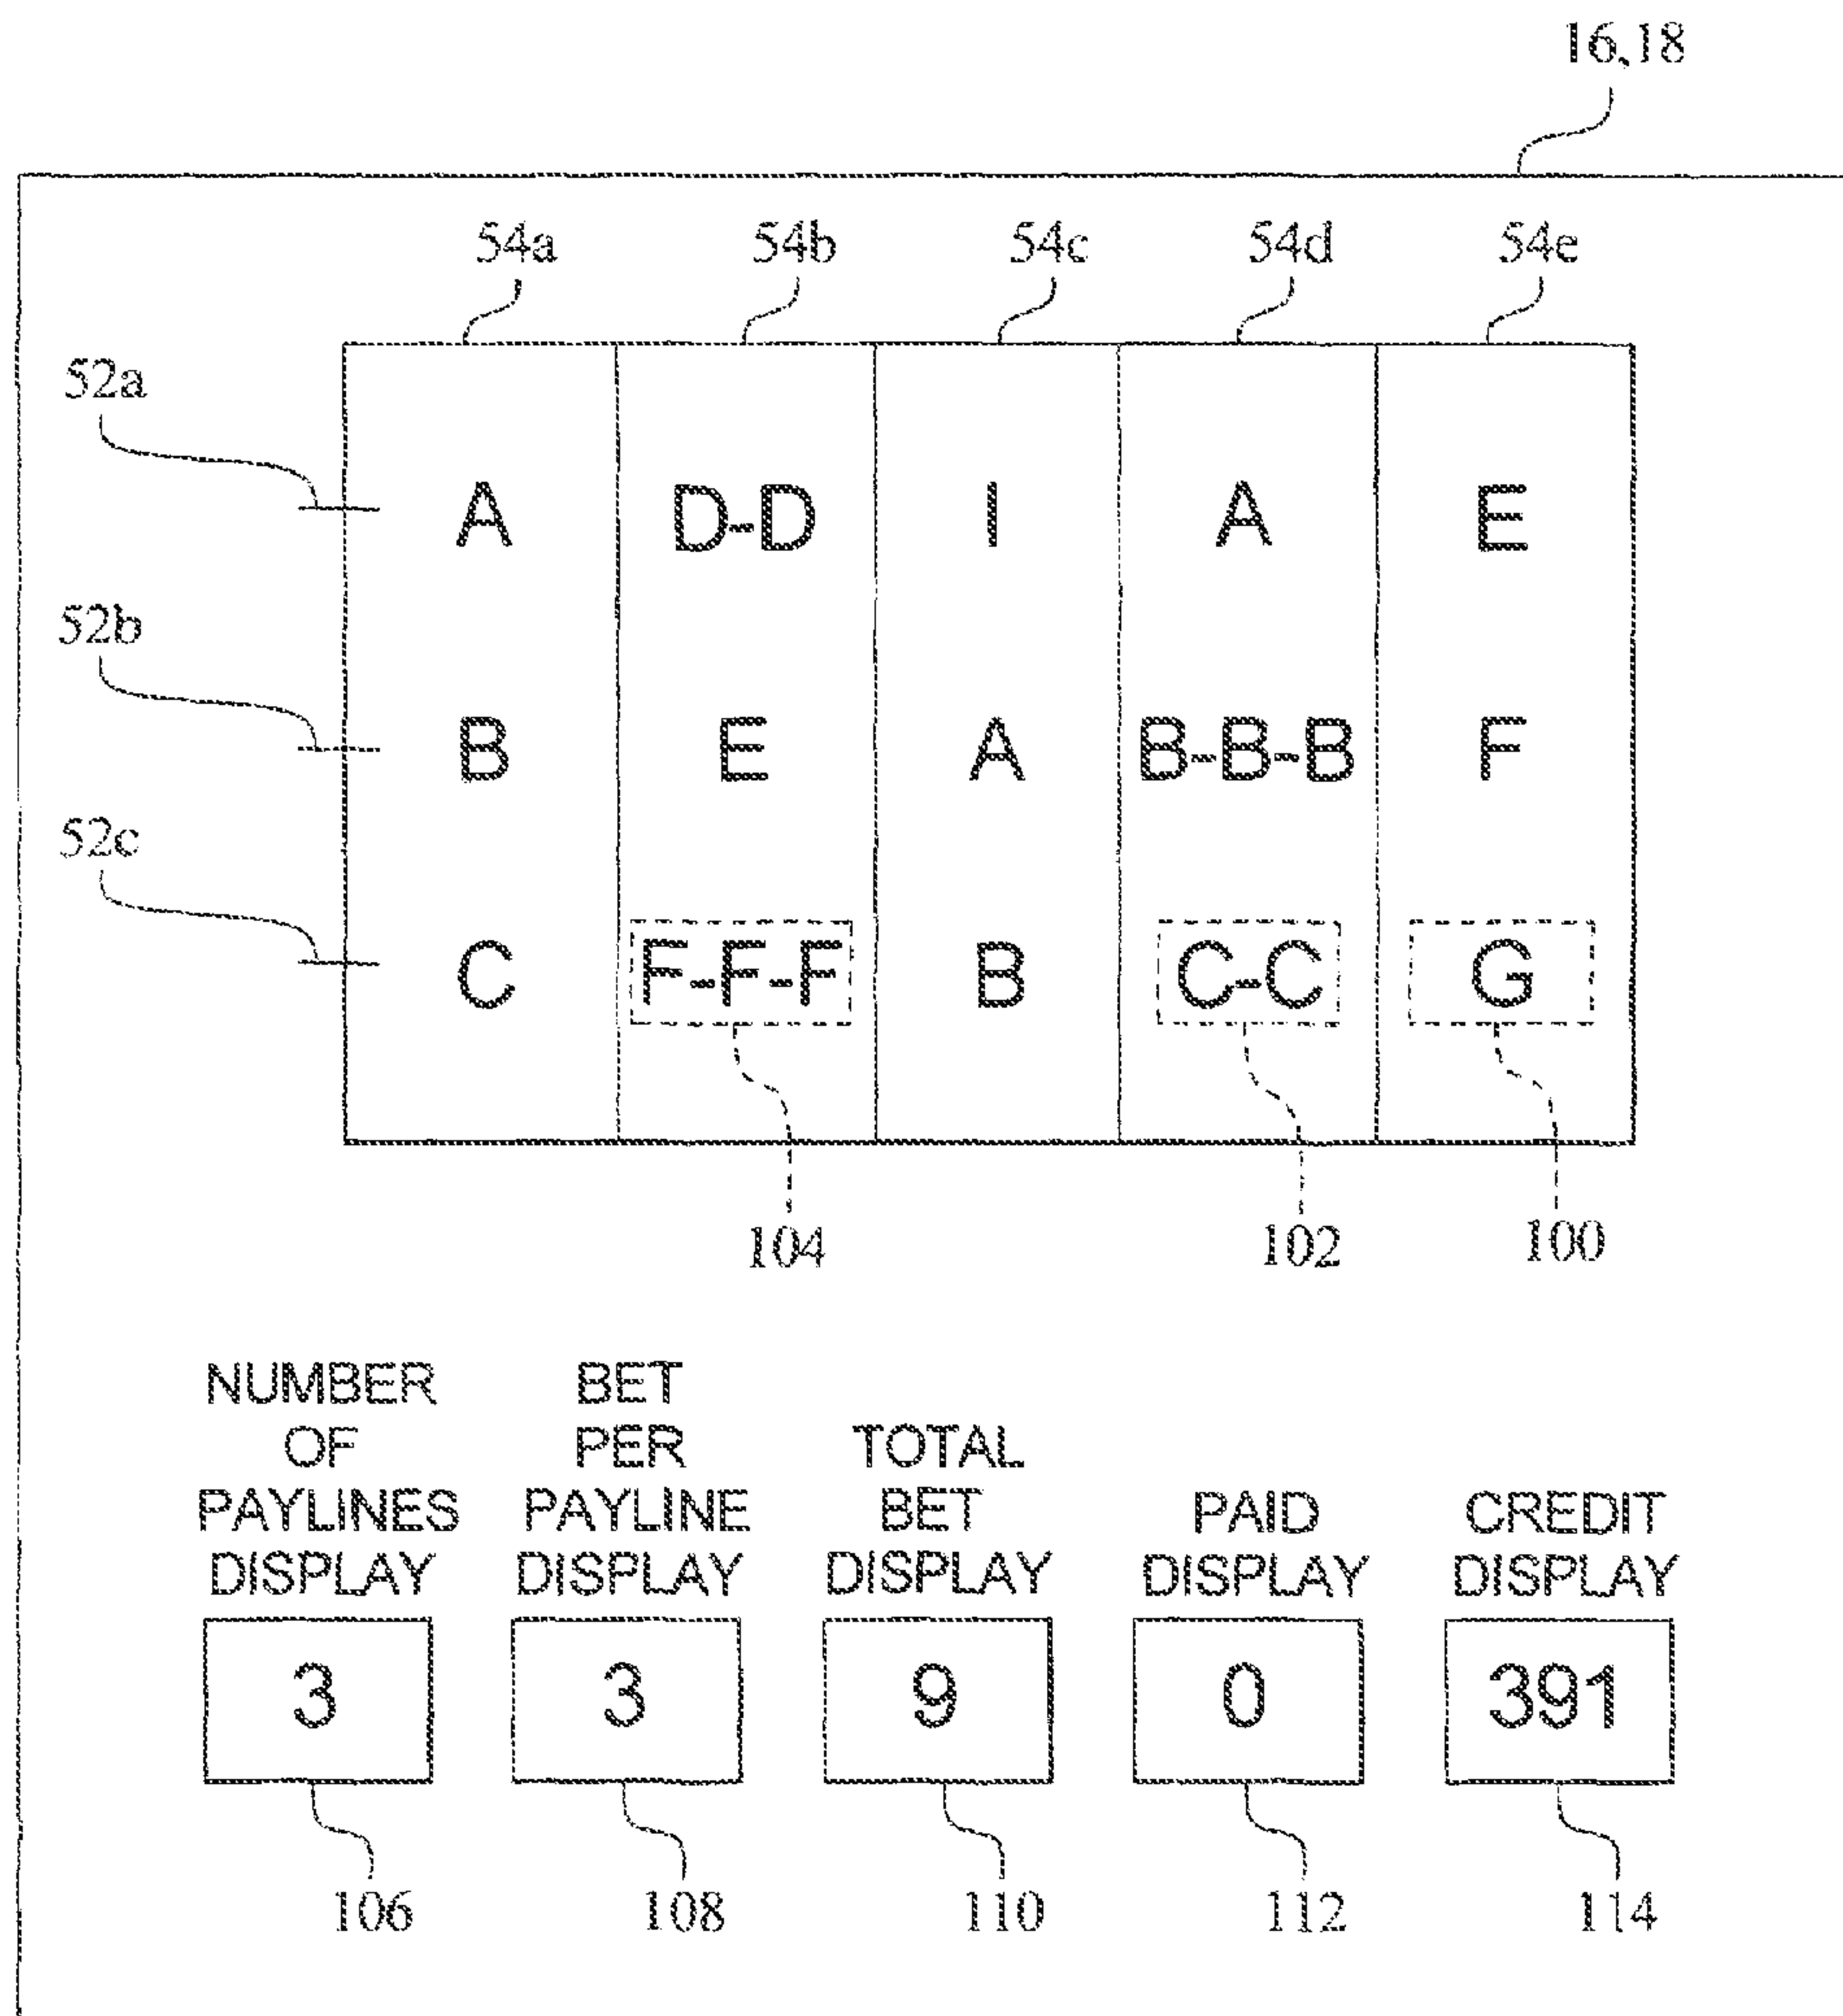 16,18
54a 54b 54c 54d 54e
52a
A D-D I A E
52b
B E A B-B-B F
52c
C F-F-F B C-C G
104 102 100
NUMBER BET
OF PER TOTAL
PAYLINES PAYLINE BET PAID CREDIT
DISPLAY DISPLAY DISPLAY DISPLAY DISPLAY
3 3 9 0 391
106 108 110 112 114